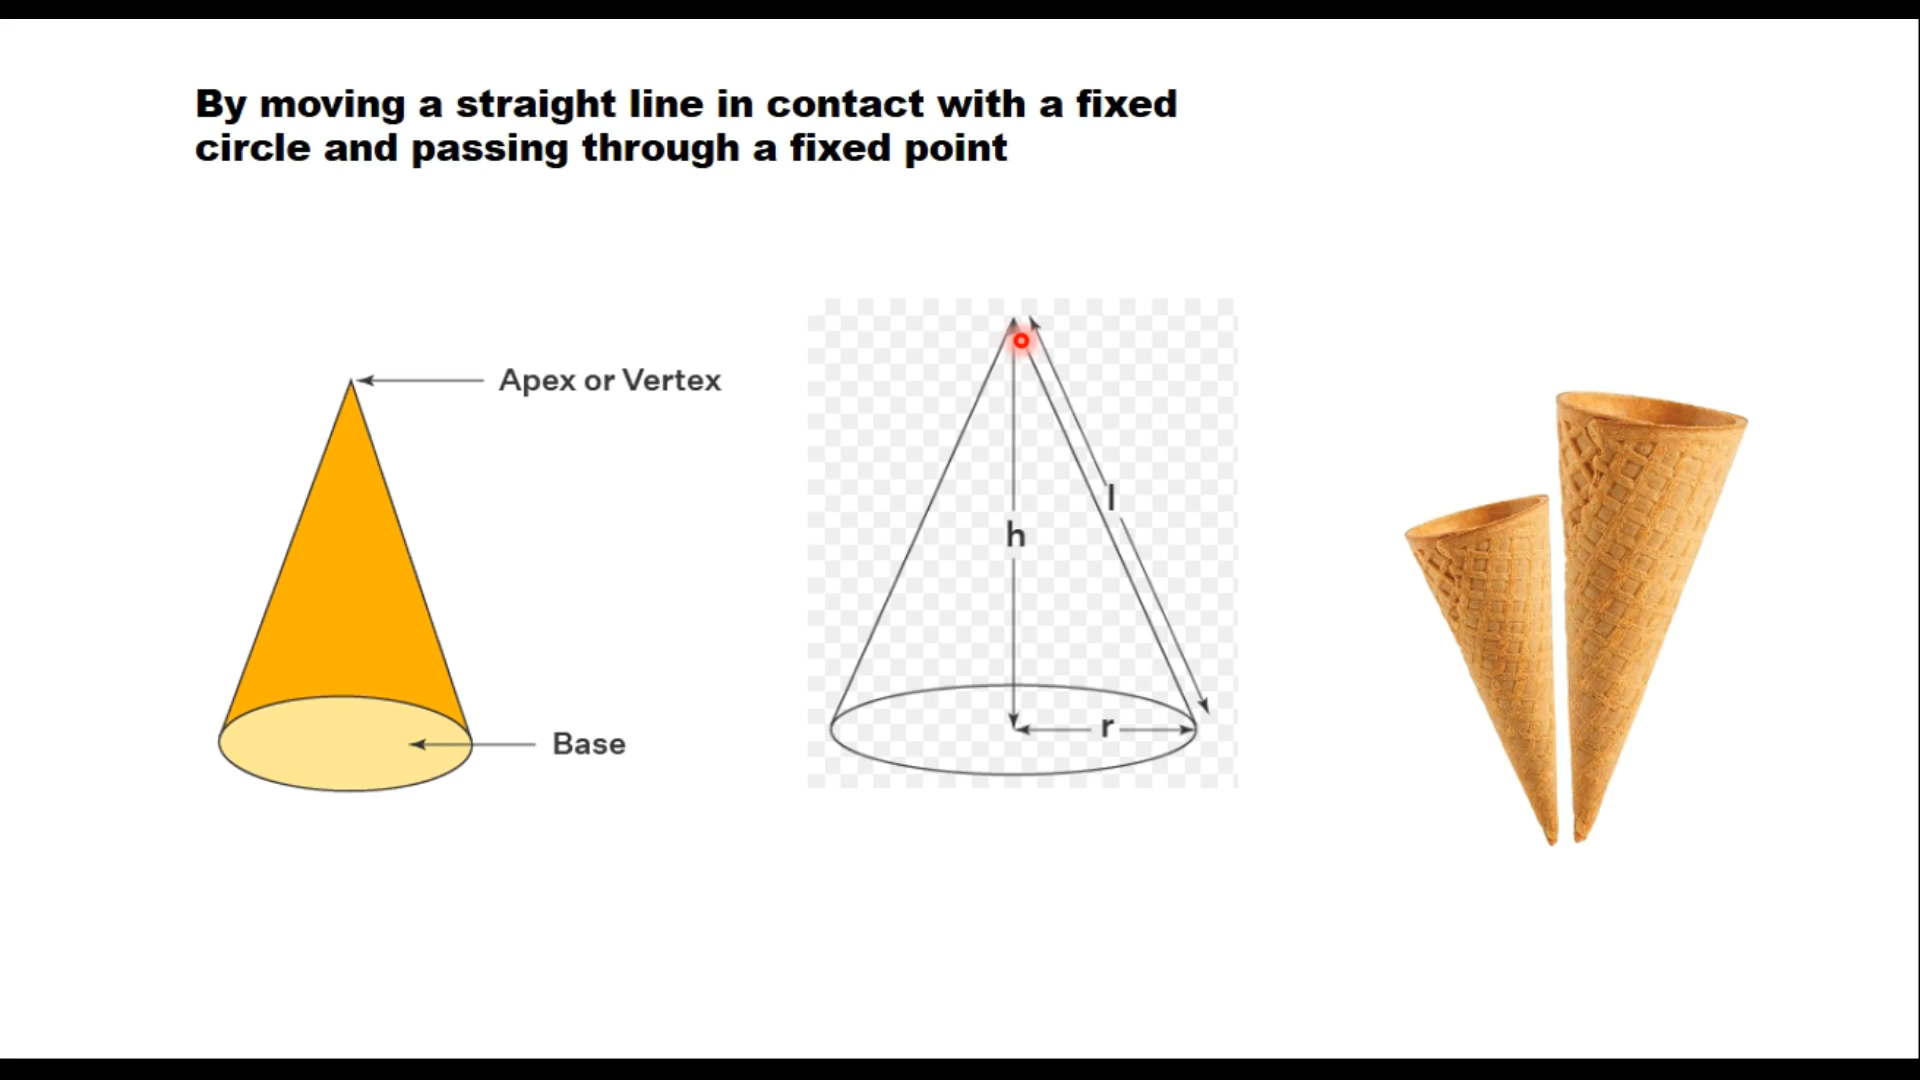 By moving a straight line in contact with a fixed
circle and passing through a fixed point
Apex or Vertex
Base
h
l
r